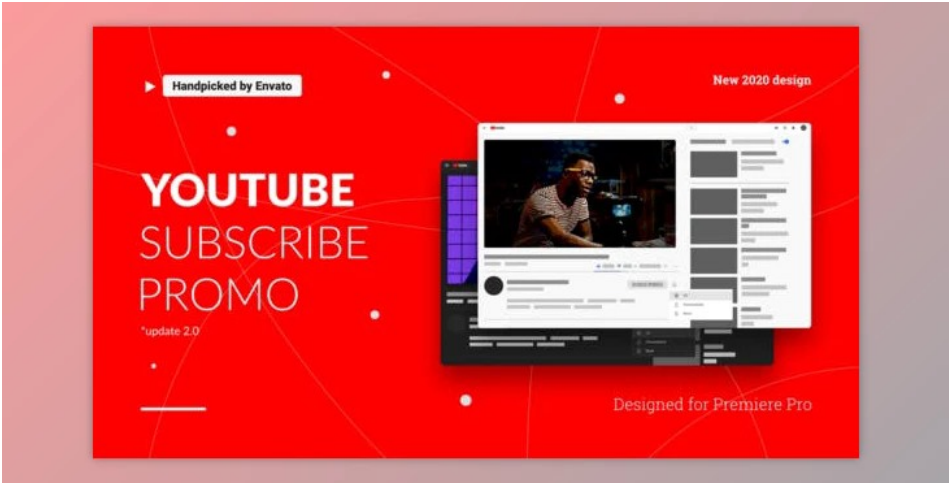 Handpicked by Envato
New 2020 design
YOUTUBE
SUBSCRIBE
PROMO
*update 2.0
Designed for Premiere Pro